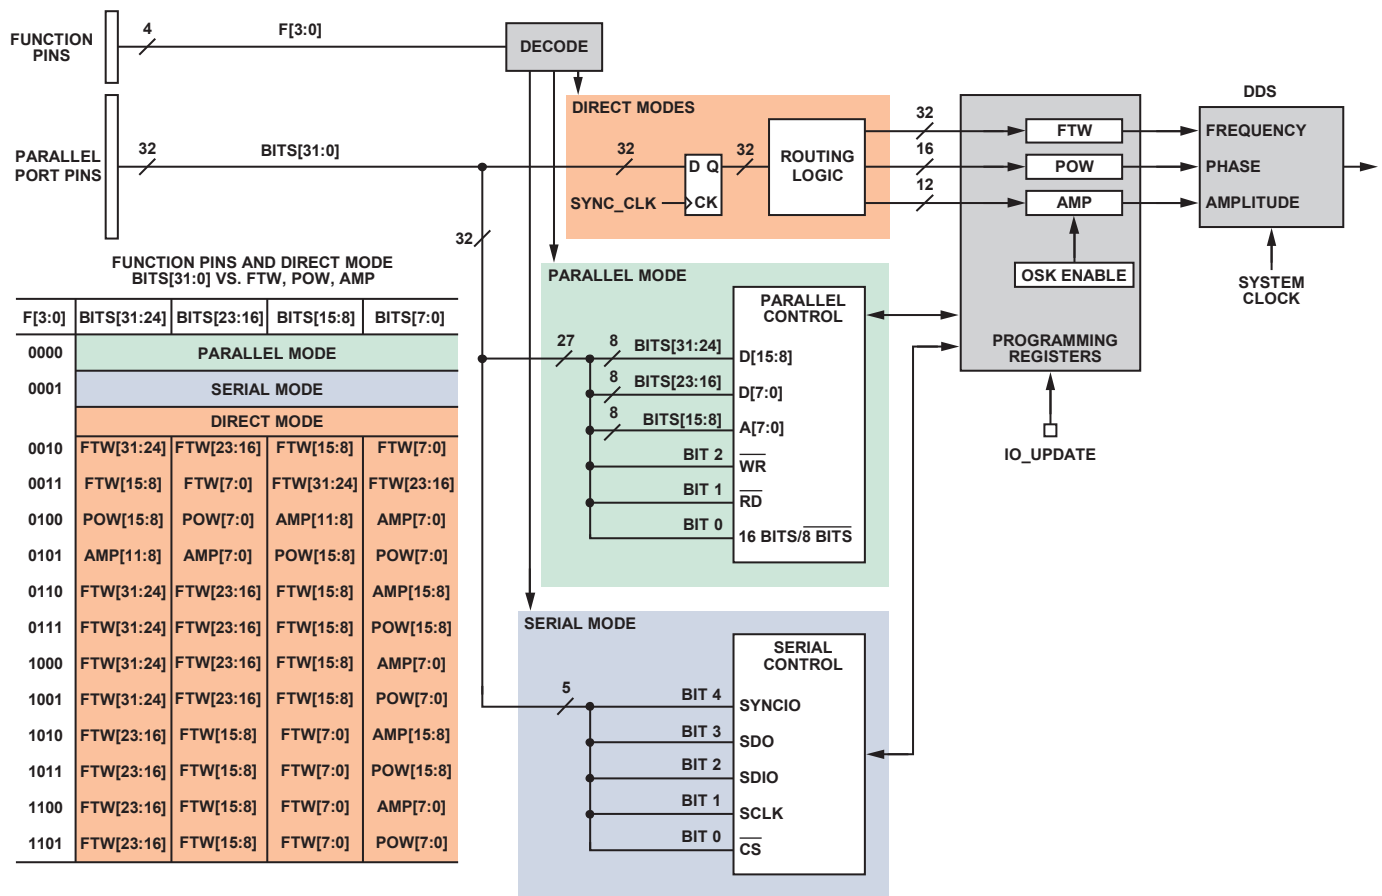 FUNCTION
PINS
4
F[3:0]
DECODE
PARALLEL
PORT PINS
32
BITS[31:0]
32
DIRECT MODES
32
D Q
CK
SYNC_CLK
32
ROUTING
LOGIC
32
16
12
FTW
POW
AMP
OSK ENABLE
PROGRAMMING
REGISTERS
IO_UPDATE
DDS
FREQUENCY
PHASE
AMPLITUDE
SYSTEM
CLOCK
FUNCTION PINS AND DIRECT MODE
BITS[31:0] VS. FTW, POW, AMP
F[3:0] BITS[31:24] BITS[23:16] BITS[15:8] BITS[7:0]
0000 PARALLEL MODE
0001 SERIAL MODE
DIRECT MODE
0010 FTW[31:24] FTW[23:16] FTW[15:8] FTW[7:0]
0011 FTW[15:8] FTW[7:0] FTW[31:24] FTW[23:16]
0100 POW[15:8] POW[7:0] AMP[11:8] AMP[7:0]
0101 AMP[11:8] AMP[7:0] POW[15:8] POW[7:0]
0110 FTW[31:24] FTW[23:16] FTW[15:8] AMP[15:8]
0111 FTW[31:24] FTW[23:16] FTW[15:8] POW[15:8]
1000 FTW[31:24] FTW[23:16] FTW[15:8] AMP[7:0]
1001 FTW[31:24] FTW[23:16] FTW[15:8] POW[7:0]
1010 FTW[23:16] FTW[15:8] FTW[7:0] AMP[15:8]
1011 FTW[23:16] FTW[15:8] FTW[7:0] POW[15:8]
1100 FTW[23:16] FTW[15:8] FTW[7:0] AMP[7:0]
1101 FTW[23:16] FTW[15:8] FTW[7:0] POW[7:0]
PARALLEL MODE
PARALLEL
CONTROL
27
8 BITS[31:24] D[15:8]
8 BITS[23:16] D[7:0]
8 BITS[15:8] A[7:0]
BIT 2 W̅R̅
BIT 1 R̅D̅
BIT 0 16 BITS/8̅ ̅B̅I̅T̅S̅
SERIAL MODE
SERIAL
CONTROL
5
BIT 4 SYNCIO
BIT 3 SDO
BIT 2 SDIO
BIT 1 SCLK
BIT 0 C̅S̅